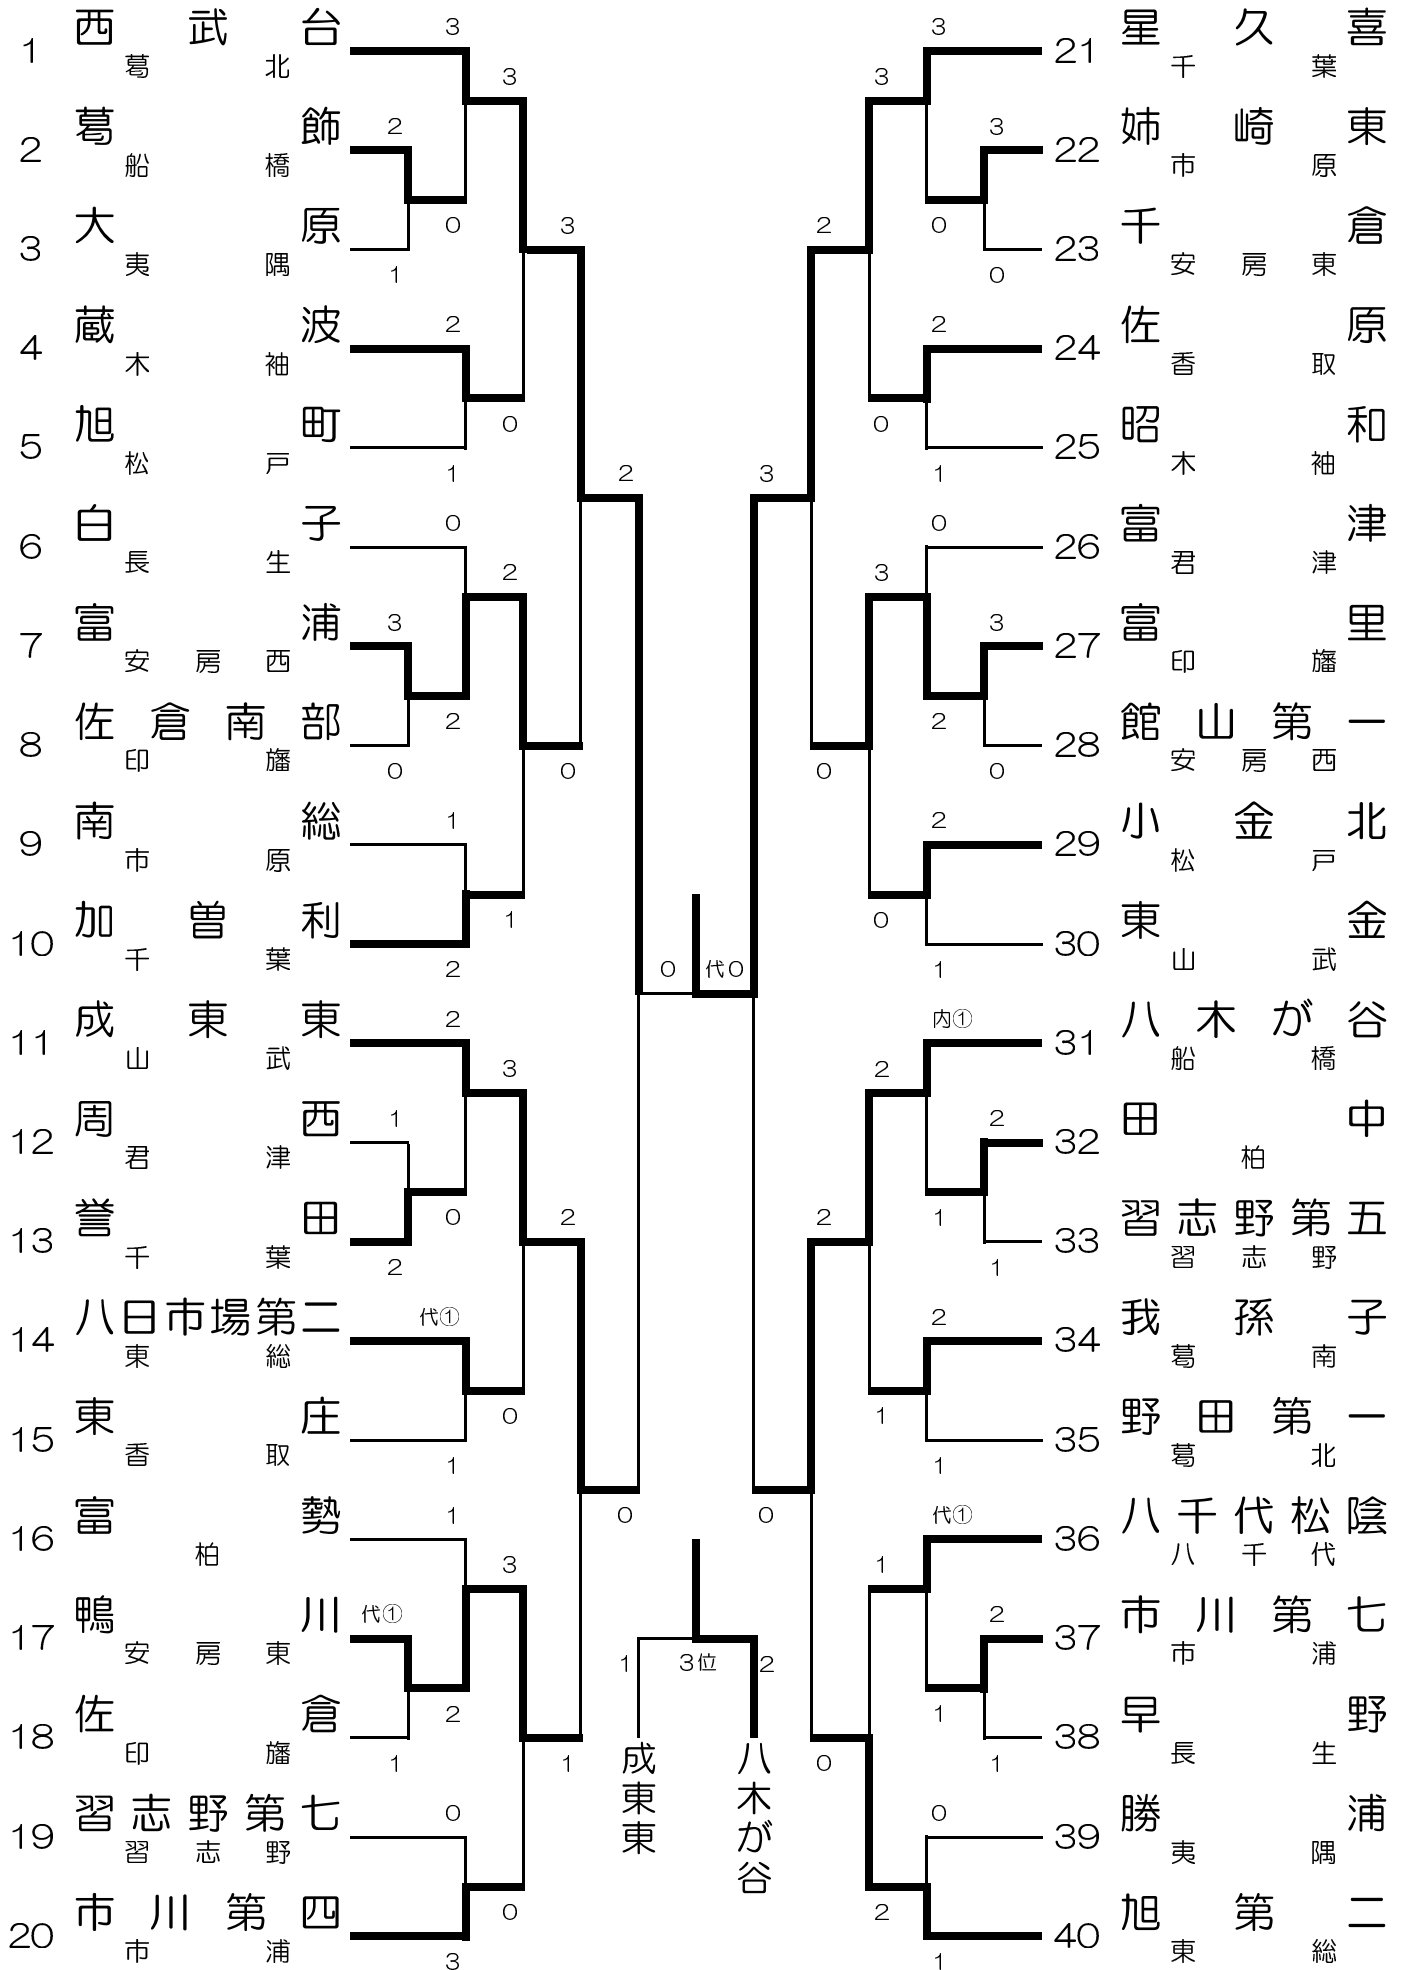 1 西武台 葛北 3
2 葛飾 船橋 2
3 大原 夷隅 1
4 蔵波 木袖 2
5 旭町 松戸 1
6 白子 長生 0
7 富浦 安房西 3
8 佐倉南部 印旛 0
9 南総 市原 1
10 加曽利 千葉 2
11 成東東 山武 2
12 周西 君津 1
13 誉田 千葉 2
14 八日市場第二 東総 代①
15 東庄 香取 1
16 富勢 柏 1
17 鴨川 安房東 代①
18 佐倉 印旛 1
19 習志野第七 習志野 0
20 市川第四 市浦 3
0
2
0
2
3
0
2
1
3
0
3
0
3
0
2
1
2
0
0 代0
1 3位 2
成東東
八木が谷
3
0
2
0
3
0
3
0
2
0
2
1
2
1
1
2
0
1
2
1
21 星久喜 千葉 3
22 姉崎東 市原 3
23 千倉 安房東 0
24 佐原 香取 2
25 昭和 木袖 1
26 富津 君津 0
27 富里 印旛 3
28 館山第一 安房西 0
29 小金北 松戸 2
30 東金 山武 1
31 八木が谷 船橋 内①
32 田中 柏 2
33 習志野第五 習志野 1
34 我孫子 葛南 2
35 野田第一 葛北 1
36 八千代松陰 八千代 代①
37 市川第七 市浦 2
38 早野 長生 1
39 勝浦 夷隅 0
40 旭第二 東総 1